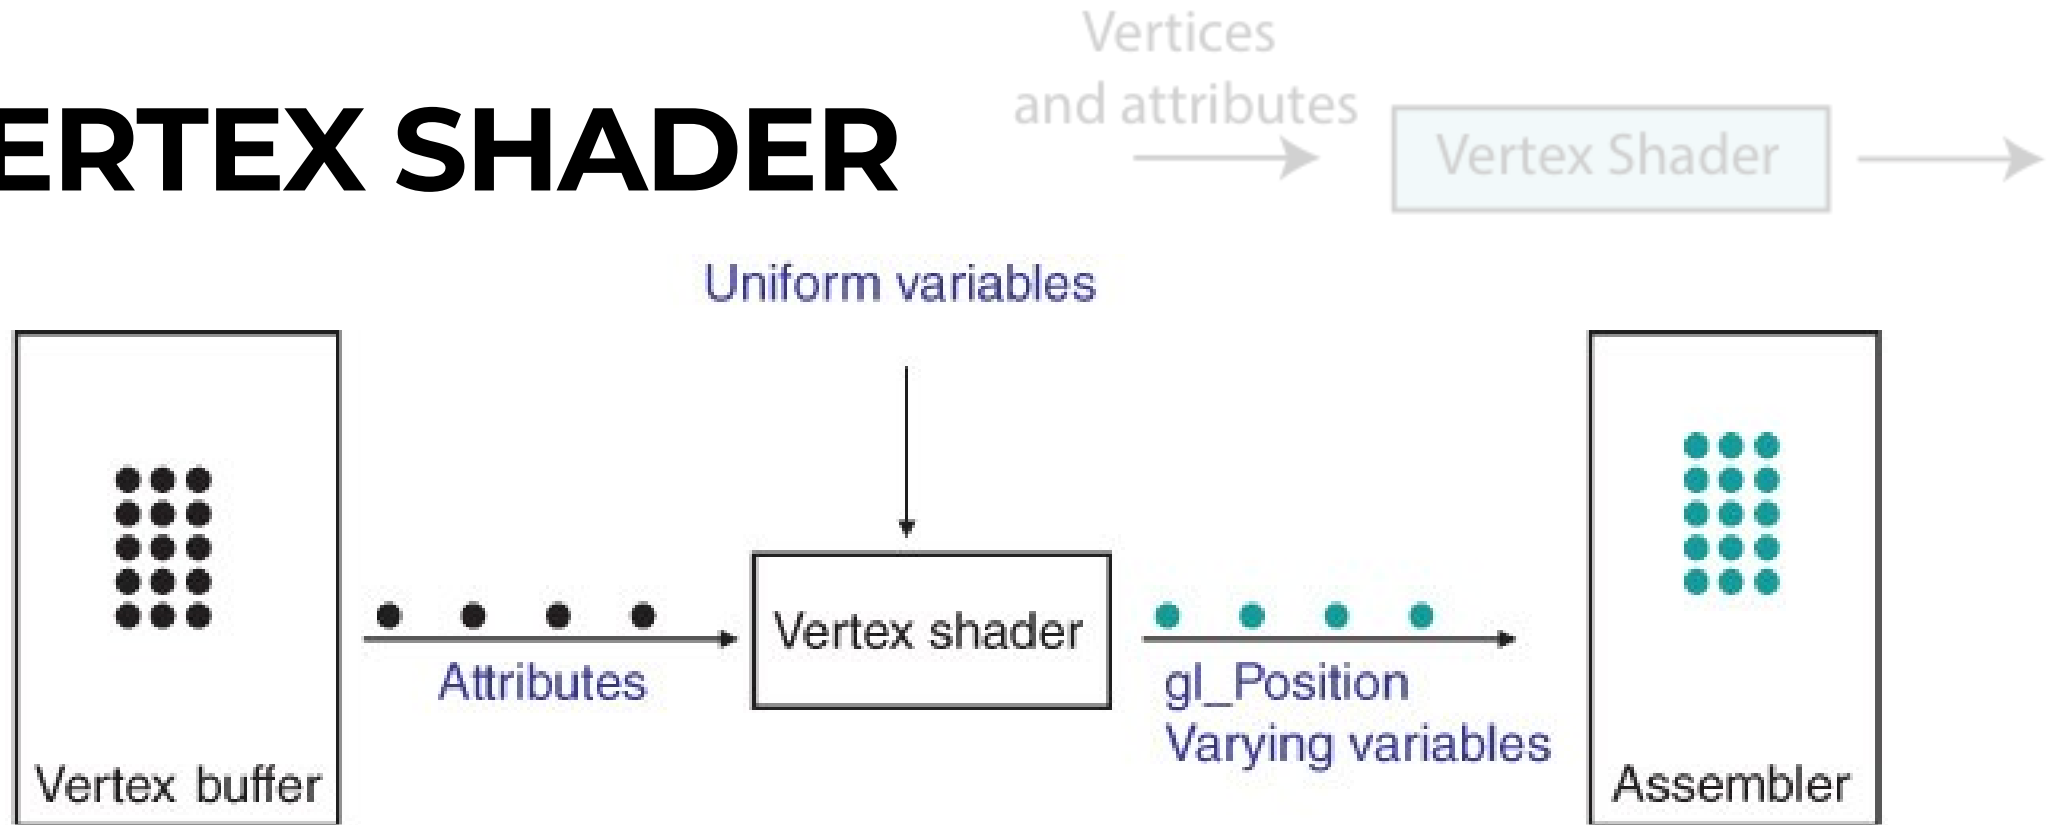 Vertices
and attributes
ERTEX SHADER
Vertex Shader
Uniform variables
Vertex shader
Attributes
gl_Position
Varying variables
Vertex buffer
Assembler